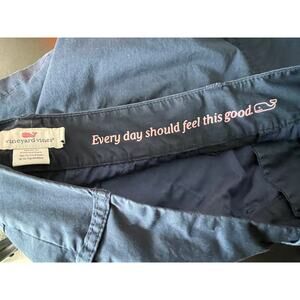 Every day should feel this good.
vineyard vines